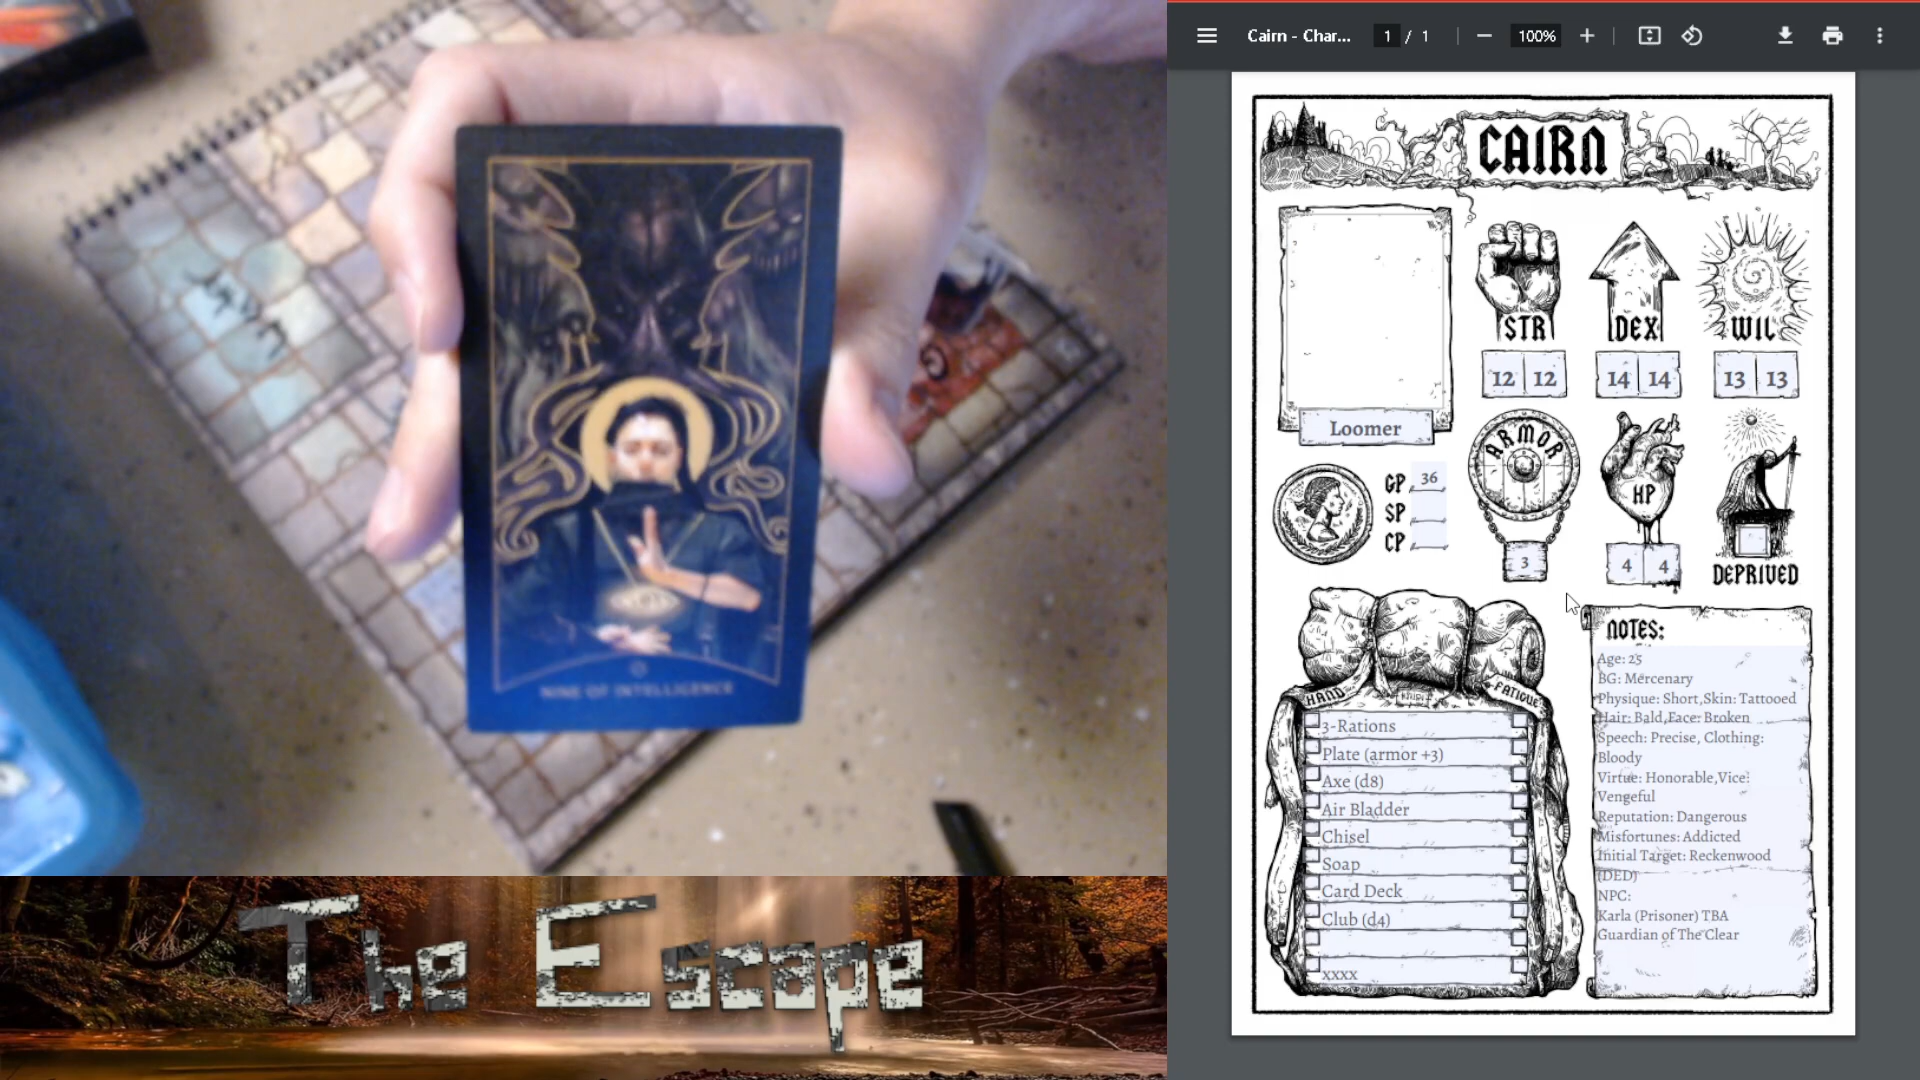 NINE OF INTELLIGENCE
The Escape
Cairn - Char...
1 / 1
100%
CAIRN
STR
DEX
WIL
12 12
14 14
13 13
Loomer
ARMOR
HP
GP 36
SP
CP
3
4 4
DEPRIVED
HAND
FATIGUE
3-Rations
Plate (armor +3)
Axe (d8)
Air Bladder
Chisel
Soap
Card Deck
Club (d4)
xxxx
NOTES:
Age: 25
BG: Mercenary
Physique: Short,Skin: Tattooed
Hair: Bald,Face: Broken
Speech: Precise, Clothing:
Bloody
Virtue: Honorable,Vice:
Vengeful
Reputation: Dangerous
Misfortunes: Addicted
Initial Target: Reckenwood
(DED)
NPC:
Karla (Prisoner) TBA
Guardian of The Clear